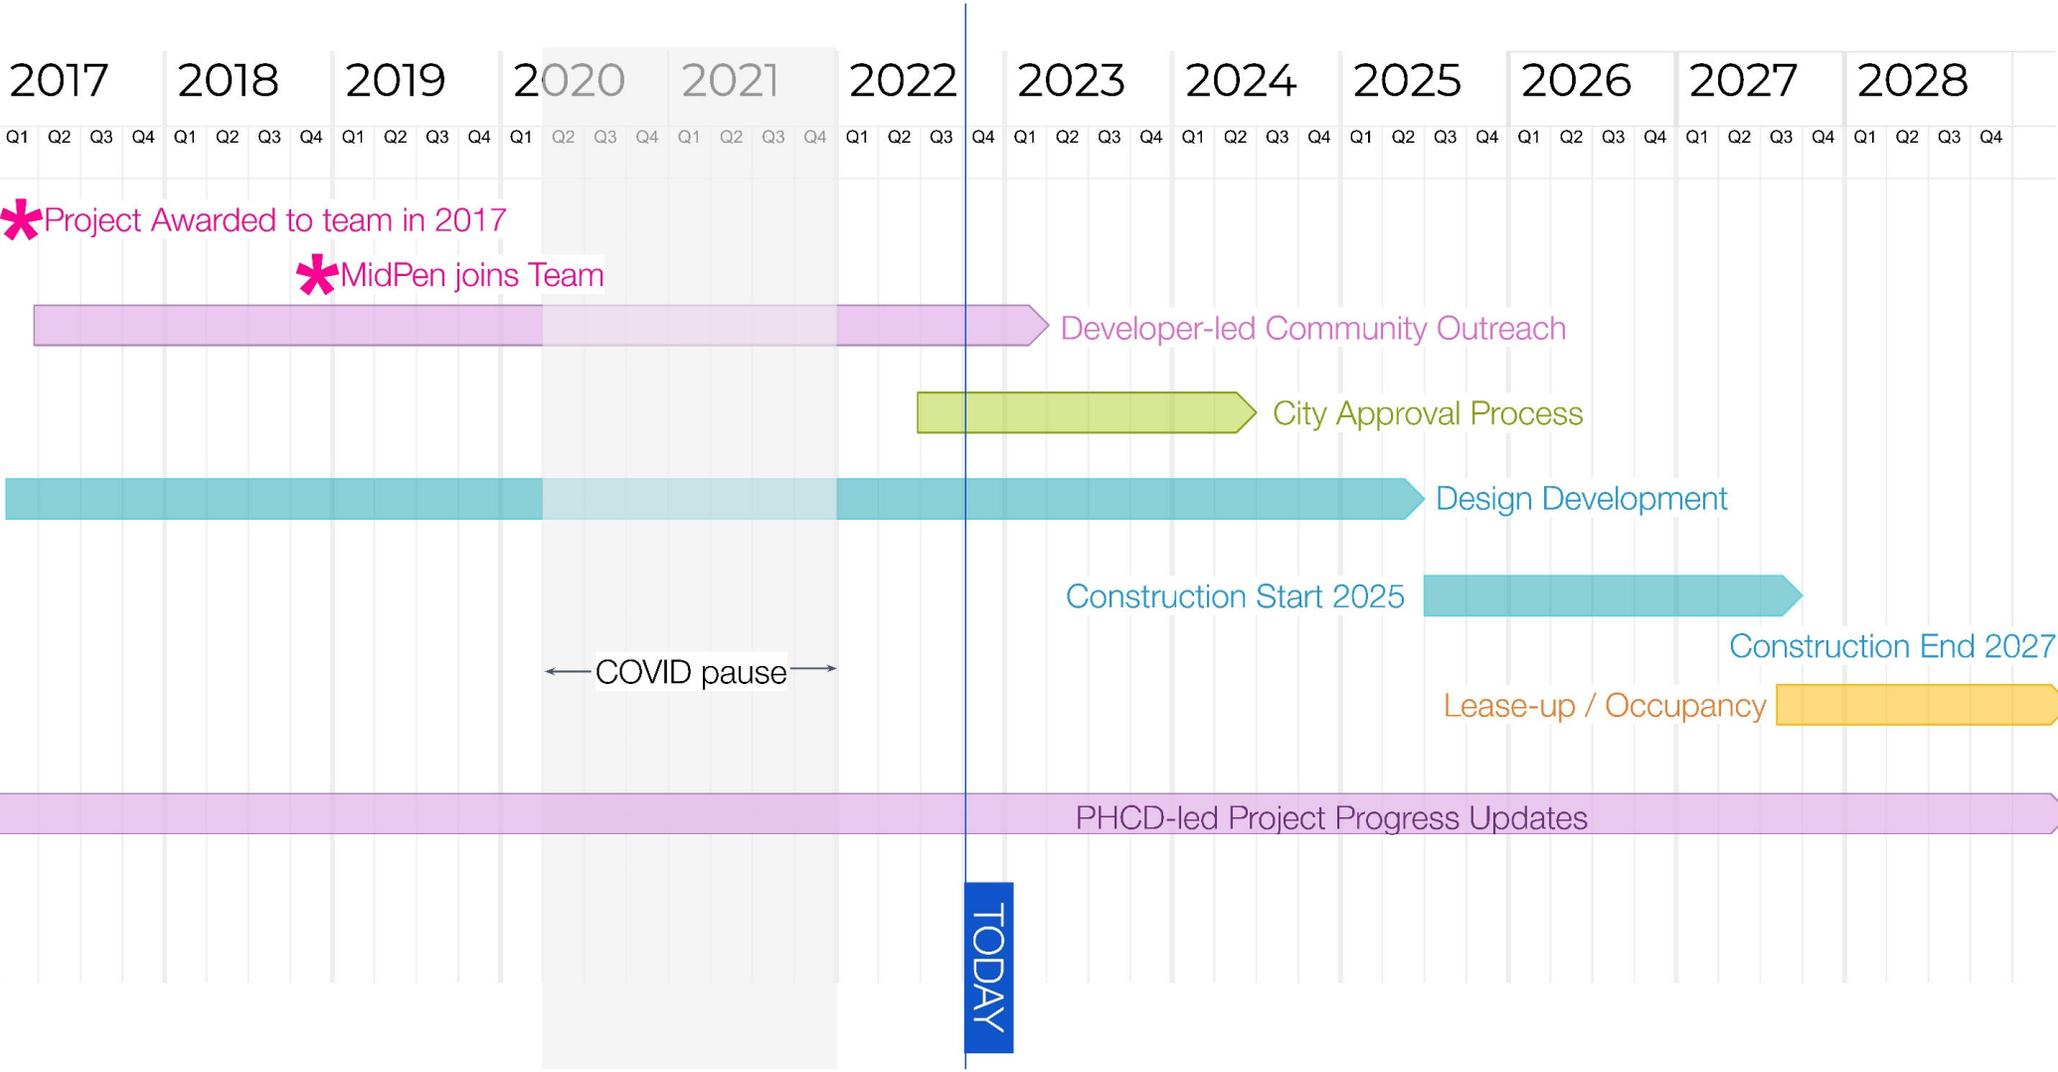 2017 2018 2019 2020 2021 2022 2023 2024 2025 2026 2027 2028
Q1 Q2 Q3 Q4 Q1 Q2 Q3 Q4 Q1 Q2 Q3 Q4 Q1 Q2 Q3 Q4 Q1 Q2 Q3 Q4 Q1 Q2 Q3 Q4 Q1 Q2 Q3 Q4 Q1 Q2 Q3 Q4 Q1 Q2 Q3 Q4 Q1 Q2 Q3 Q4 Q1 Q2 Q3 Q4 Q1 Q2 Q3 Q4
*Project Awarded to team in 2017
*MidPen joins Team
Developer-led Community Outreach
City Approval Process
Design Development
Construction Start 2025
Construction End 2027
COVID pause
Lease-up / Occupancy
PHCD-led Project Progress Updates
TODAY